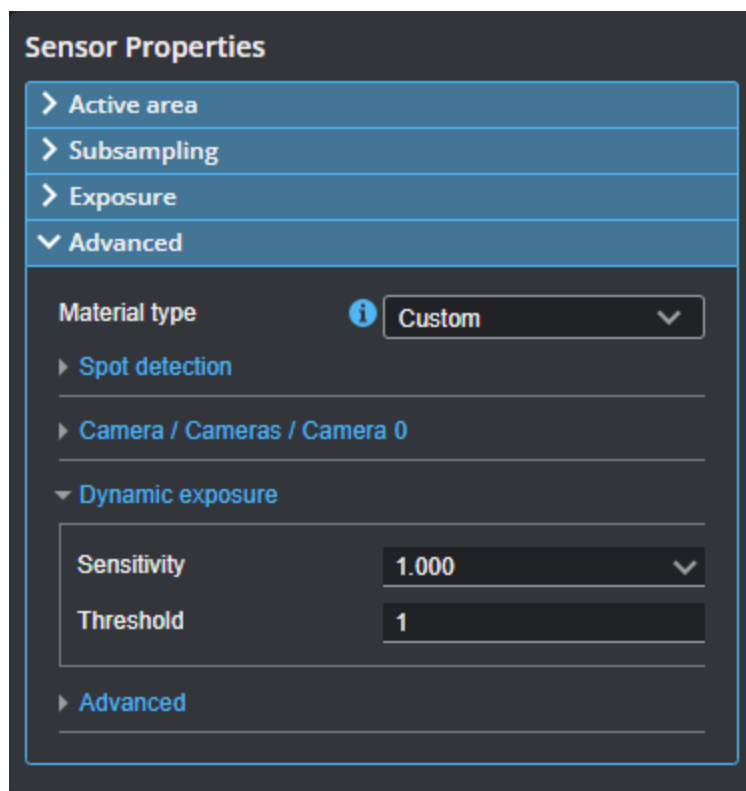 Sensor Properties
Active area
Subsampling
Exposure
Advanced
Material type i Custom
Spot detection
Camera / Cameras / Camera 0
Dynamic exposure
Sensitivity 1.000
Threshold 1
Advanced